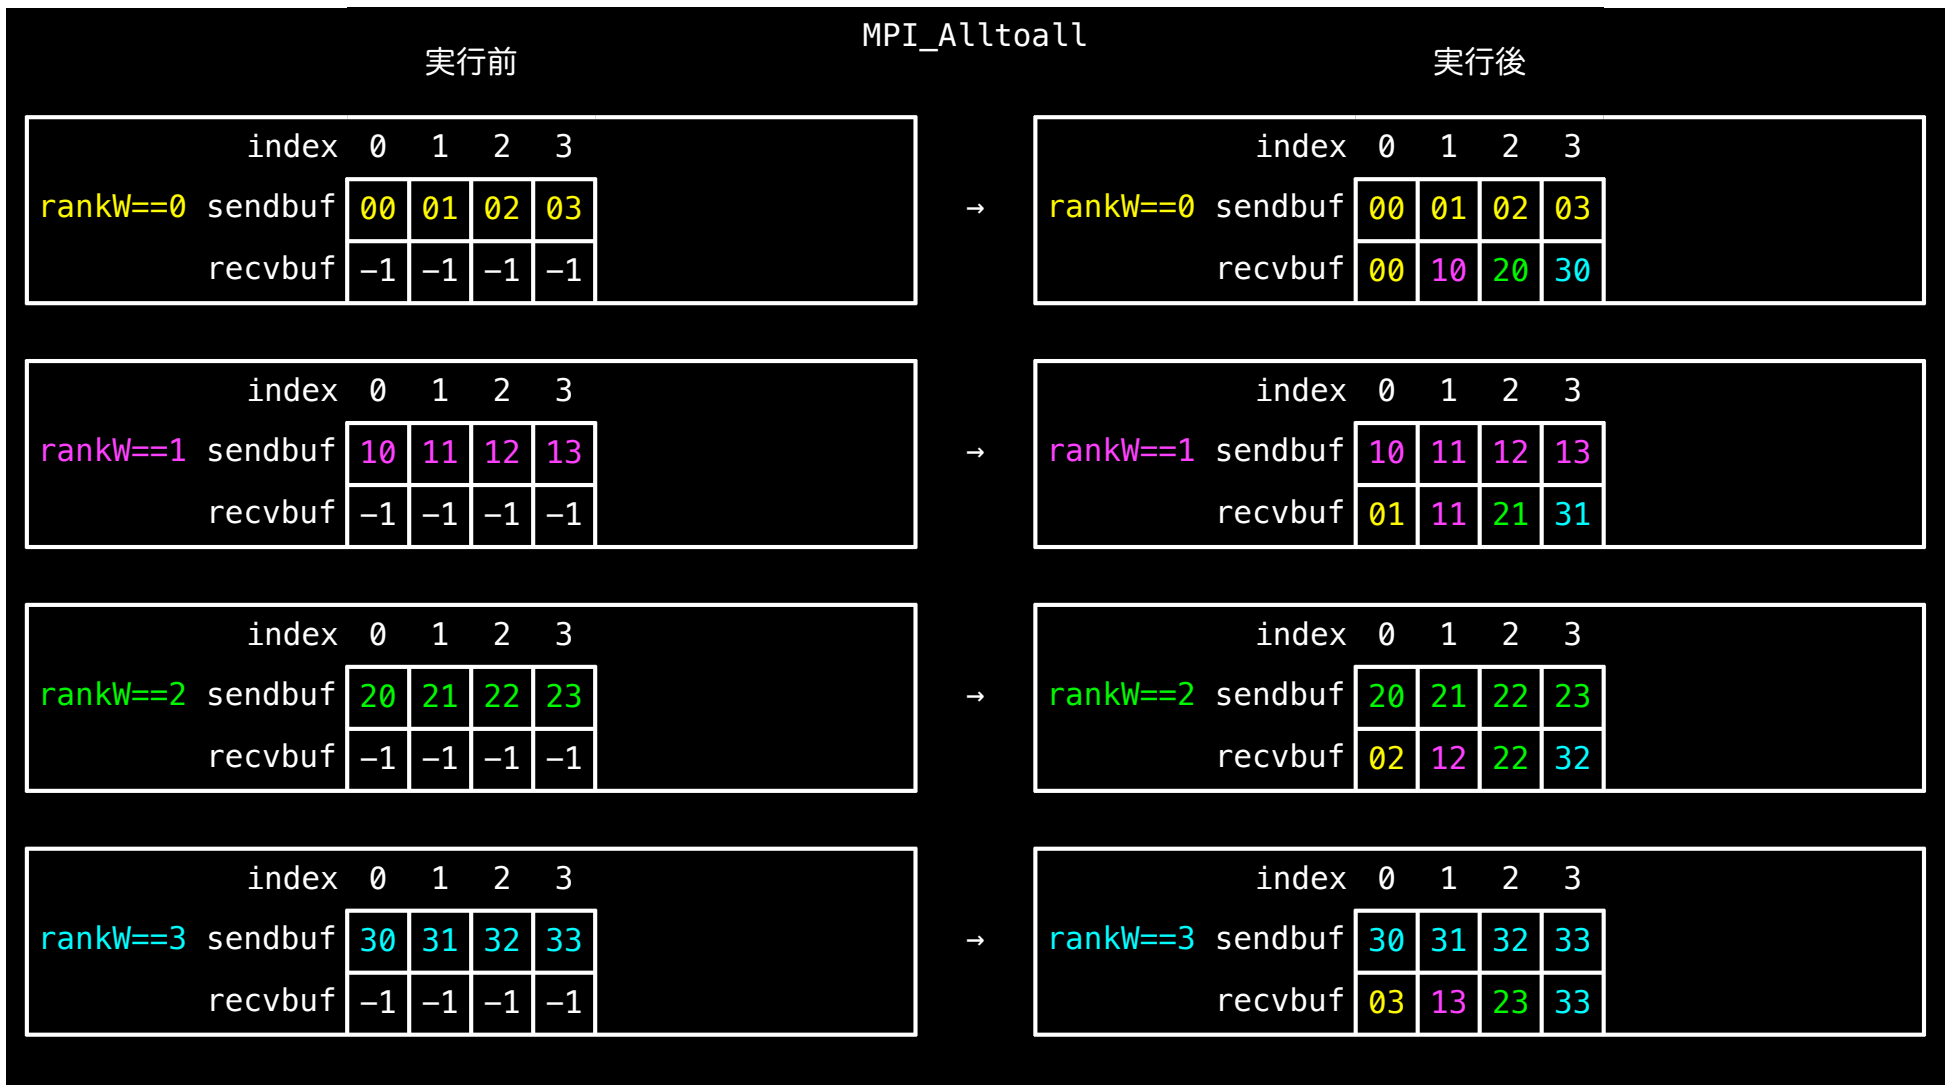 MPI_Alltoall
実行前 実行後
index 0 1 2 3 index 0 1 2 3
rankW==0 sendbuf 00 01 02 03 → rankW==0 sendbuf 00 01 02 03
recvbuf −1 −1 −1 −1 recvbuf 00 10 20 30
index 0 1 2 3 index 0 1 2 3
rankW==1 sendbuf 10 11 12 13 → rankW==1 sendbuf 10 11 12 13
recvbuf −1 −1 −1 −1 recvbuf 01 11 21 31
index 0 1 2 3 index 0 1 2 3
rankW==2 sendbuf 20 21 22 23 → rankW==2 sendbuf 20 21 22 23
recvbuf −1 −1 −1 −1 recvbuf 02 12 22 32
index 0 1 2 3 index 0 1 2 3
rankW==3 sendbuf 30 31 32 33 → rankW==3 sendbuf 30 31 32 33
recvbuf −1 −1 −1 −1 recvbuf 03 13 23 33